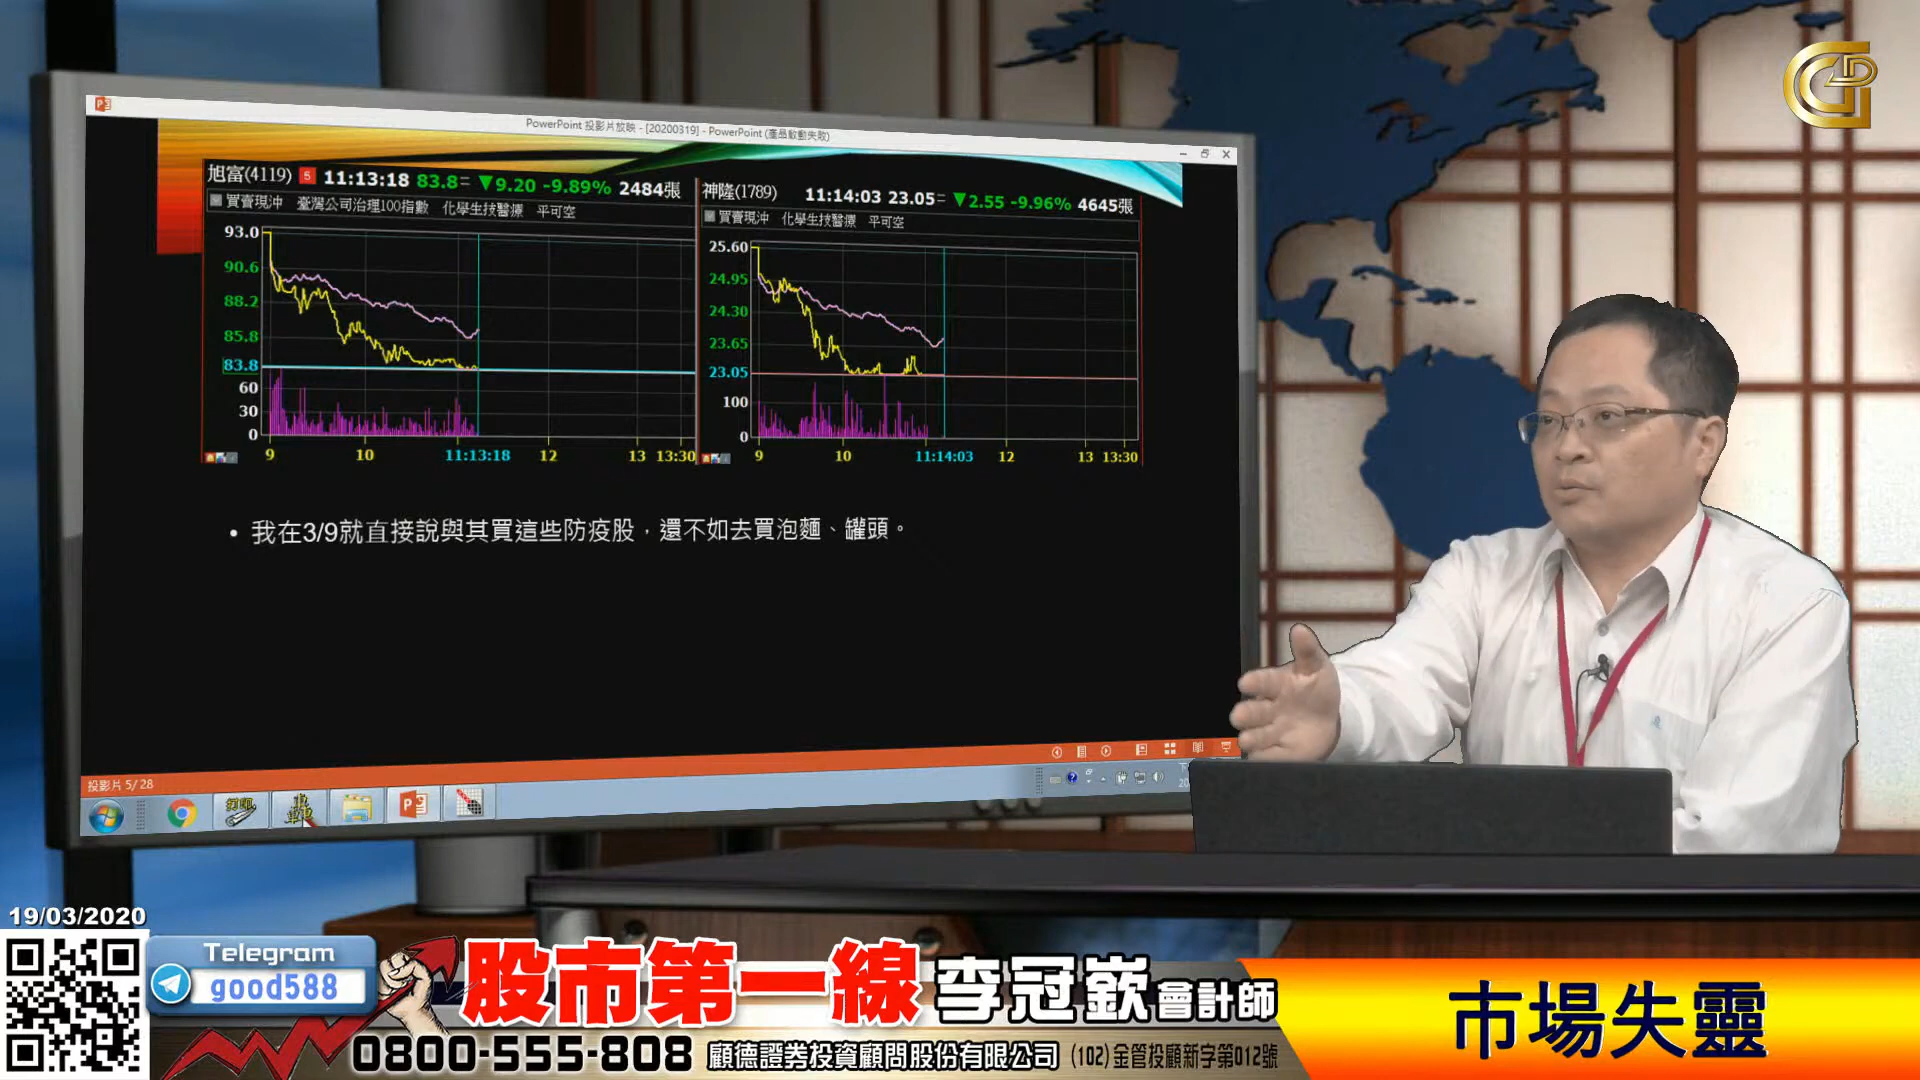 PowerPoint 投影片放映 - [20200319] - PowerPoint (產品啟動失敗)
旭富(4119) 5 11:13:18 83.8= ▼9.20 -9.89% 2484張
買賣現沖 臺灣公司治理100指數 化學生技醫療 平可空
93.0
90.6
88.2
85.8
83.8
60
30
0
9 10 11:13:18 12 13 13:30
神隆(1789) 11:14:03 23.05= ▼2.55 -9.96% 4645張
買賣現沖 化學生技醫療 平可空
25.60
24.95
24.30
23.65
23.05
100
0
9 10 11:14:03 12 13 13:30
• 我在3/9就直接說與其買這些防疫股，還不如去買泡麵、罐頭。
投影片 5/28
19/03/2020
Telegram
good588
股市第一線 李冠嶔會計師
0800-555-808 顧德證券投資顧問股份有限公司 (102)金管投顧新字第012號
市場失靈